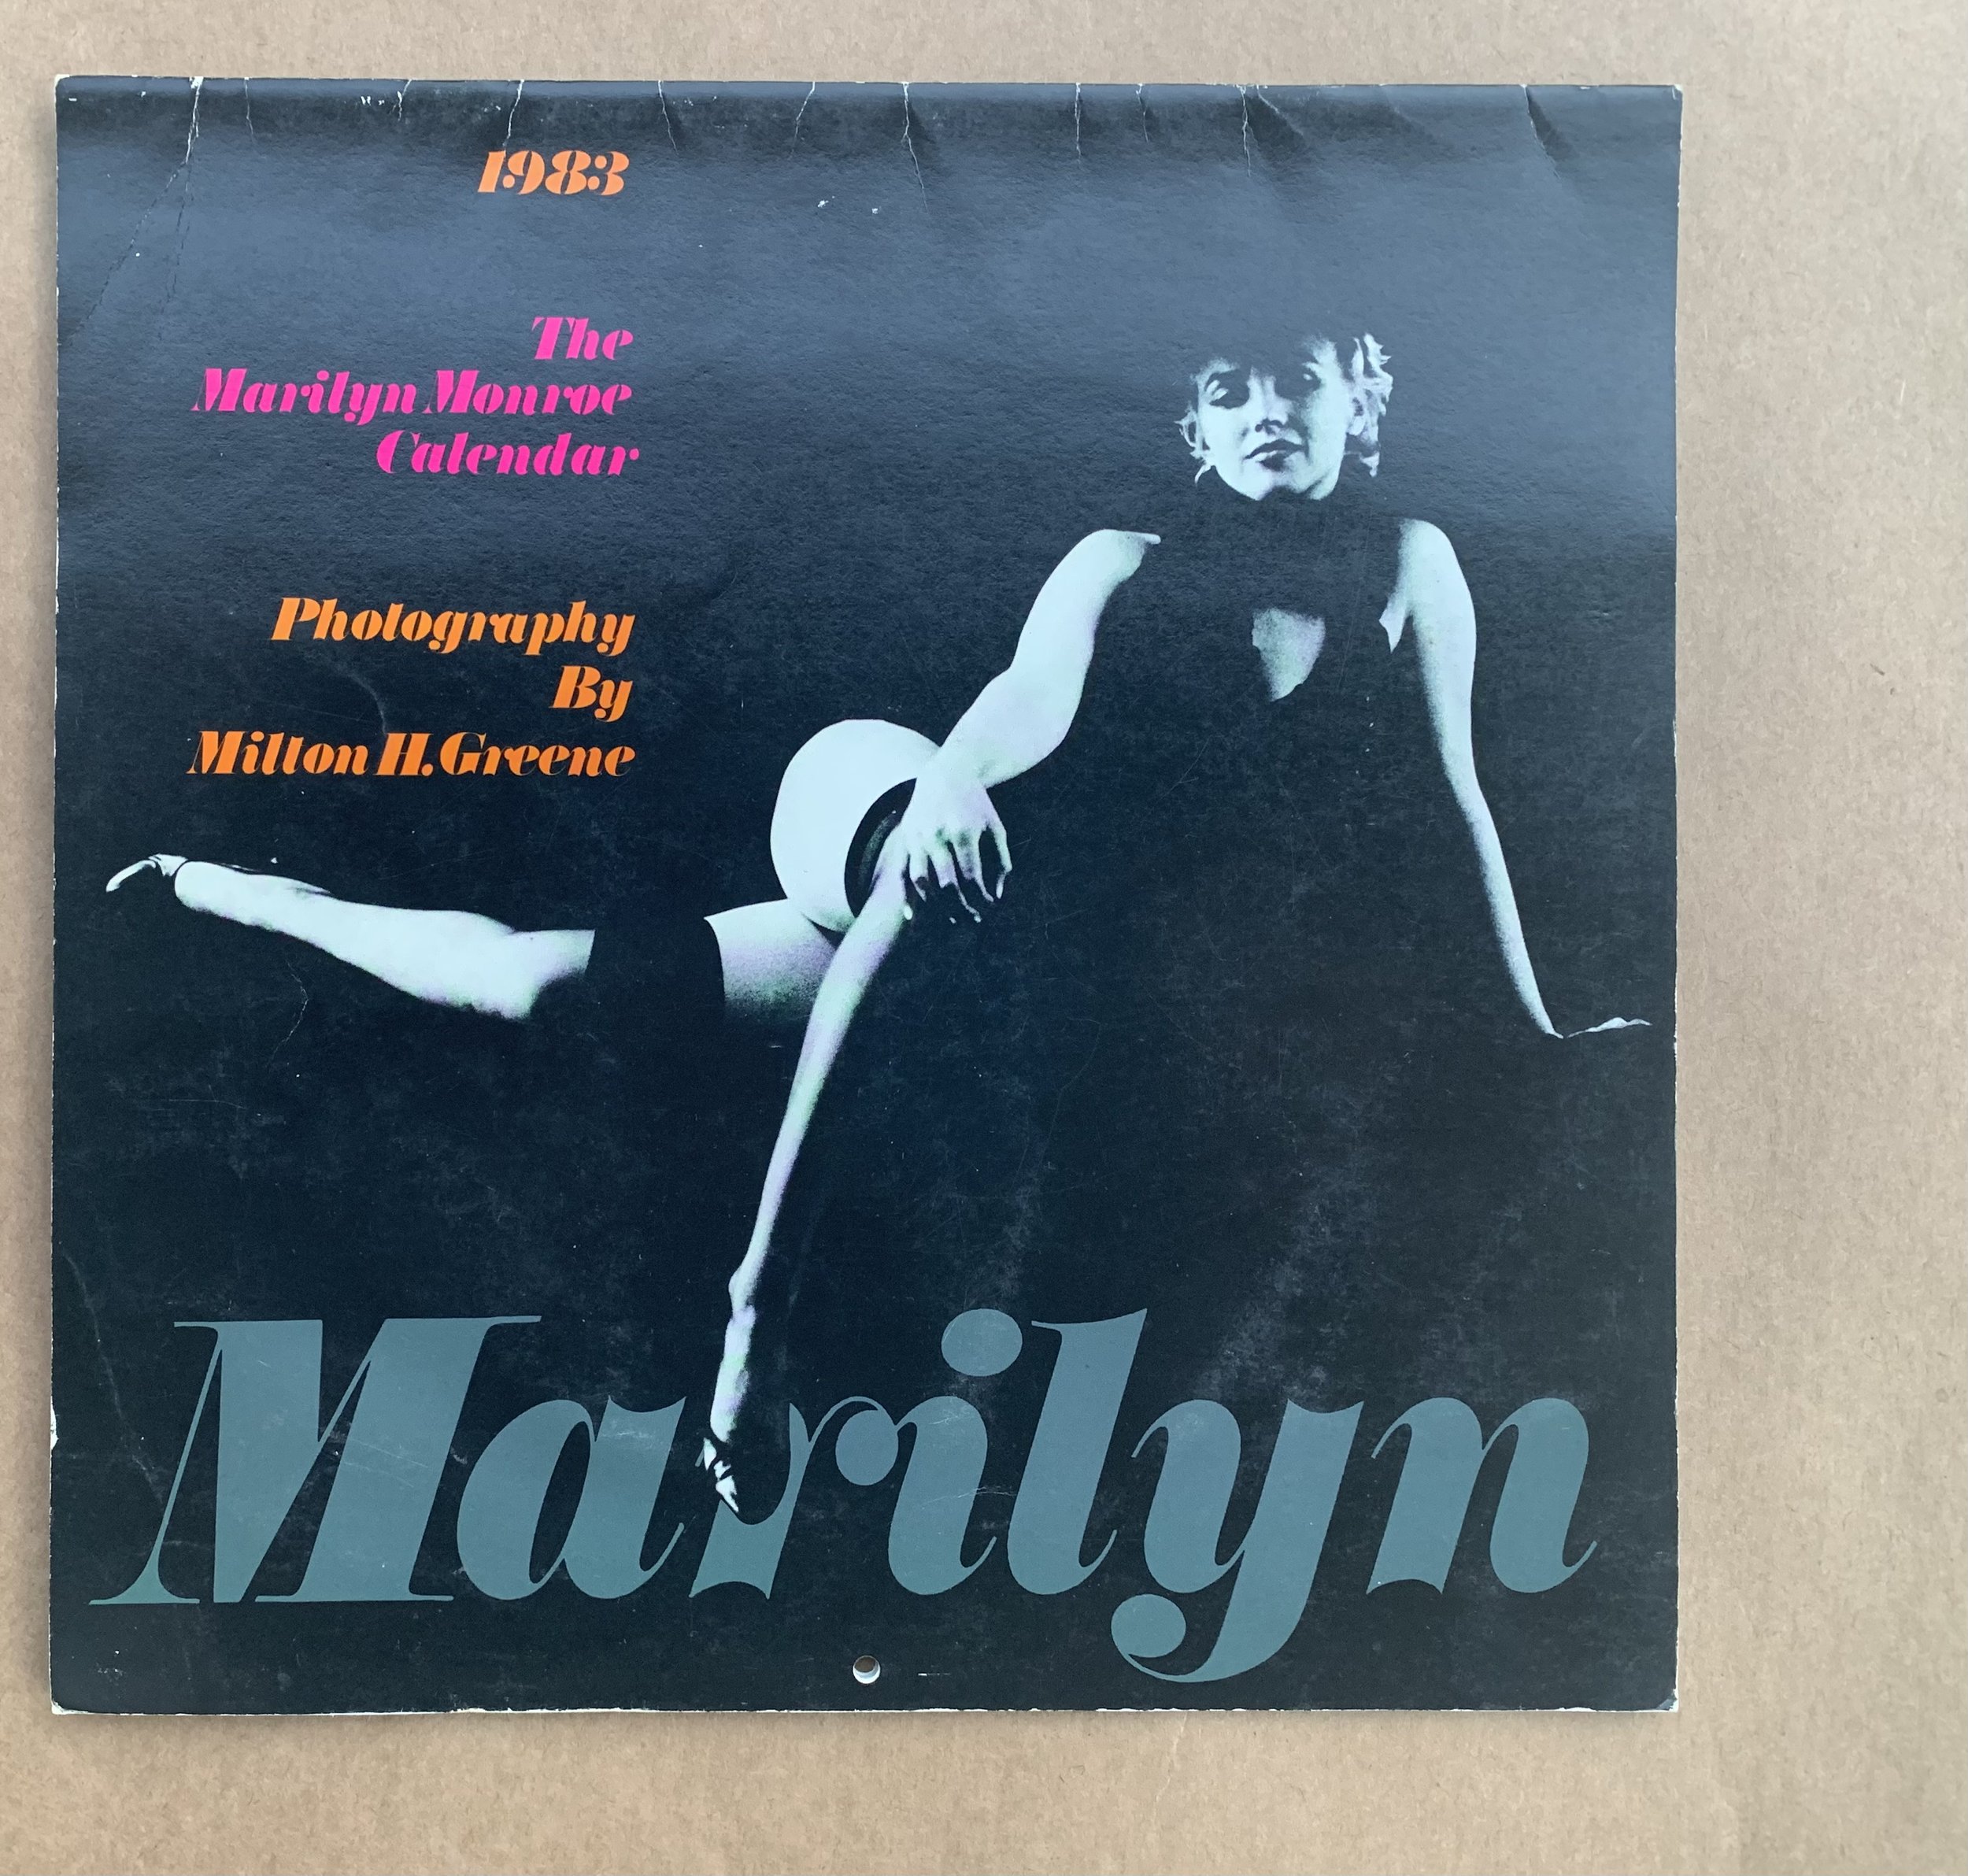 1983
The
Marilyn Monroe
Calendar
Photography
By
Milton H. Greene
Marilyn